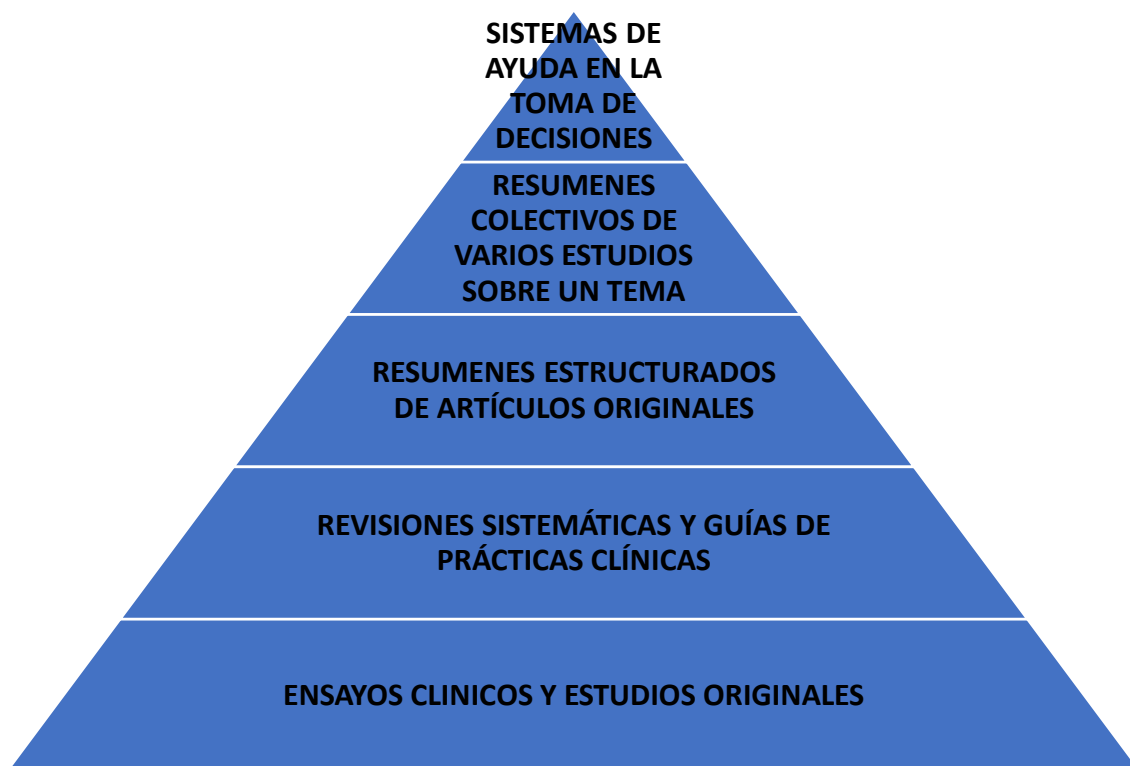 SISTEMAS DE
AYUDA EN LA
TOMA DE
DECISIONES
RESUMENES
COLECTIVOS DE
VARIOS ESTUDIOS
SOBRE UN TEMA
RESUMENES ESTRUCTURADOS
DE ARTÍCULOS ORIGINALES
REVISIONES SISTEMÁTICAS Y GUÍAS DE
PRÁCTICAS CLÍNICAS
ENSAYOS CLINICOS Y ESTUDIOS ORIGINALES